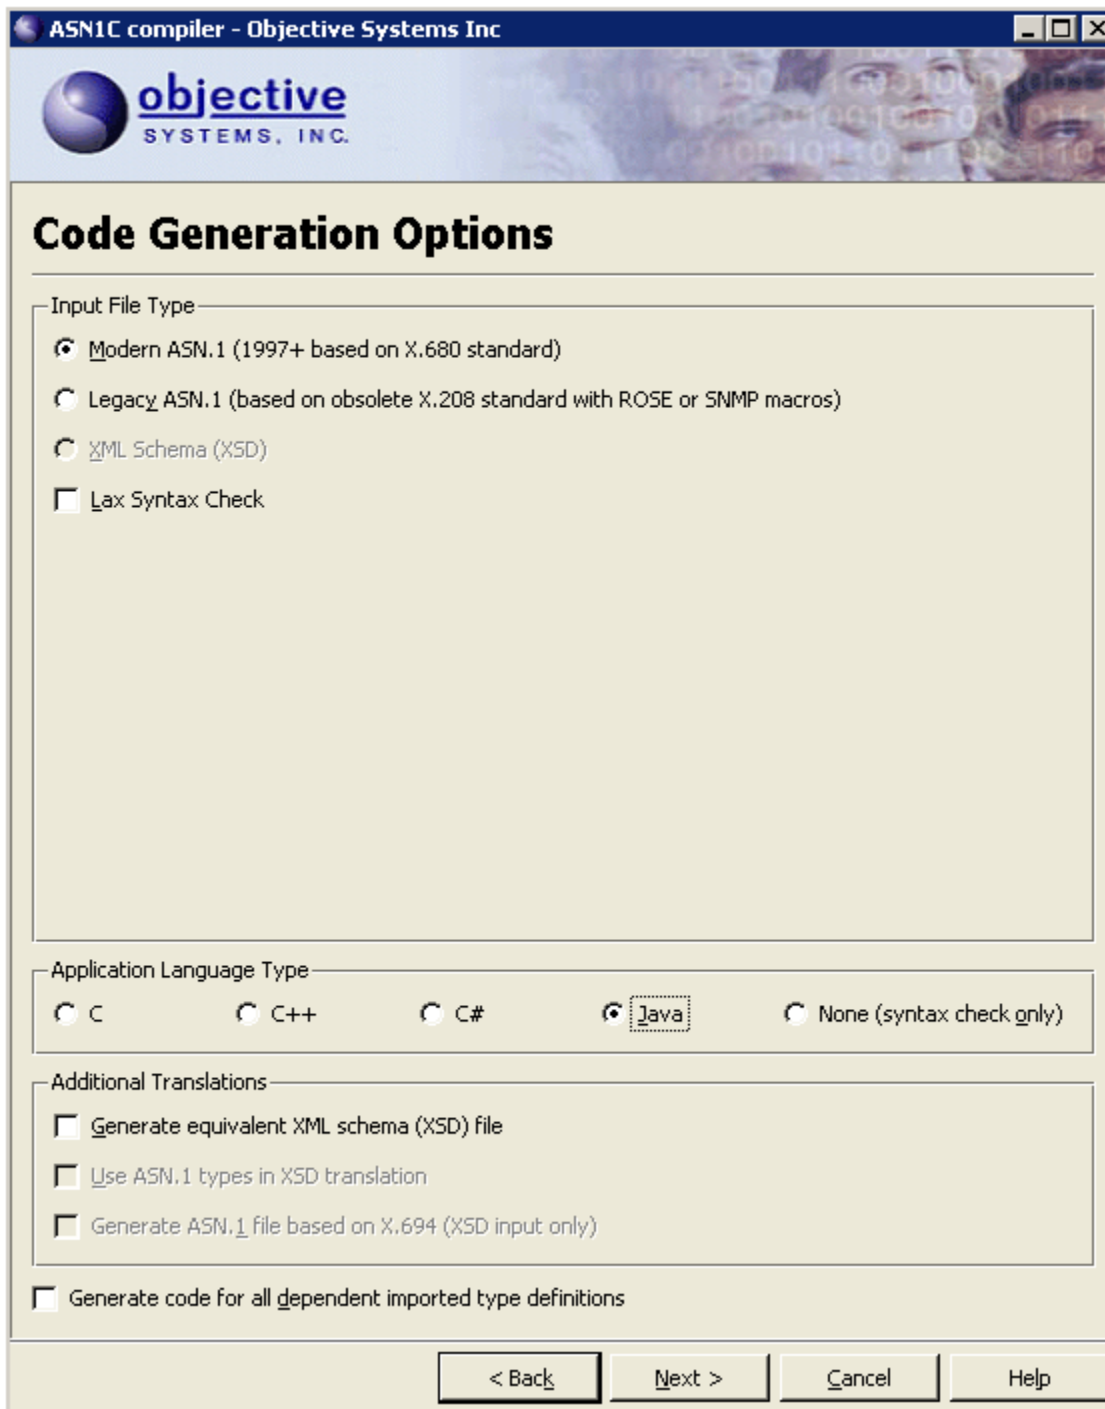 ASN1C compiler - Objective Systems Inc
objective
SYSTEMS, INC.
Code Generation Options
Input File Type
Modern ASN.1 (1997+ based on X.680 standard)
Legacy ASN.1 (based on obsolete X.208 standard with ROSE or SNMP macros)
XML Schema (XSD)
Lax Syntax Check
Application Language Type
C C++ C# Java None (syntax check only)
Additional Translations
Generate equivalent XML schema (XSD) file
Use ASN.1 types in XSD translation
Generate ASN.1 file based on X.694 (XSD input only)
Generate code for all dependent imported type definitions
< Back Next > Cancel Help